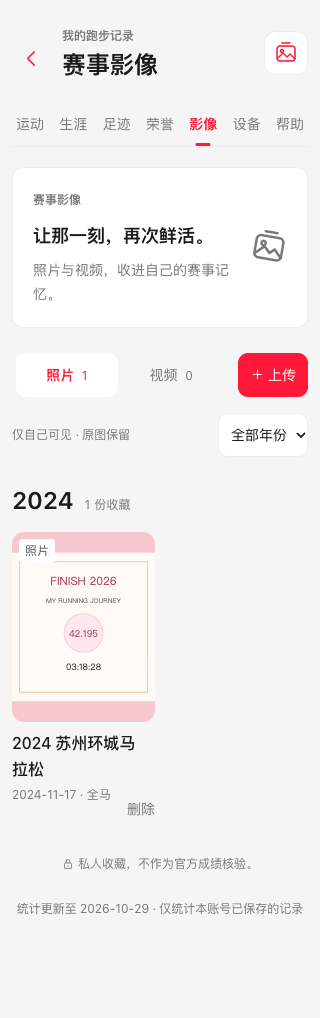 我的跑步记录
赛事影像
运动 生涯 足迹 荣誉 影像 设备 帮助
赛事影像
让那一刻，再次鲜活。
照片与视频，收进自己的赛事记
忆。
照片 1 视频 0 ＋ 上传
仅自己可见 · 原图保留 全部年份
2024 1 份收藏
照片
FINISH 2026
MY RUNNING JOURNEY
42.195
03:18:28
2024 苏州环城马
拉松
2024-11-17 · 全马
删除
私人收藏，不作为官方成绩核验。
统计更新至 2026-10-29 · 仅统计本账号已保存的记录